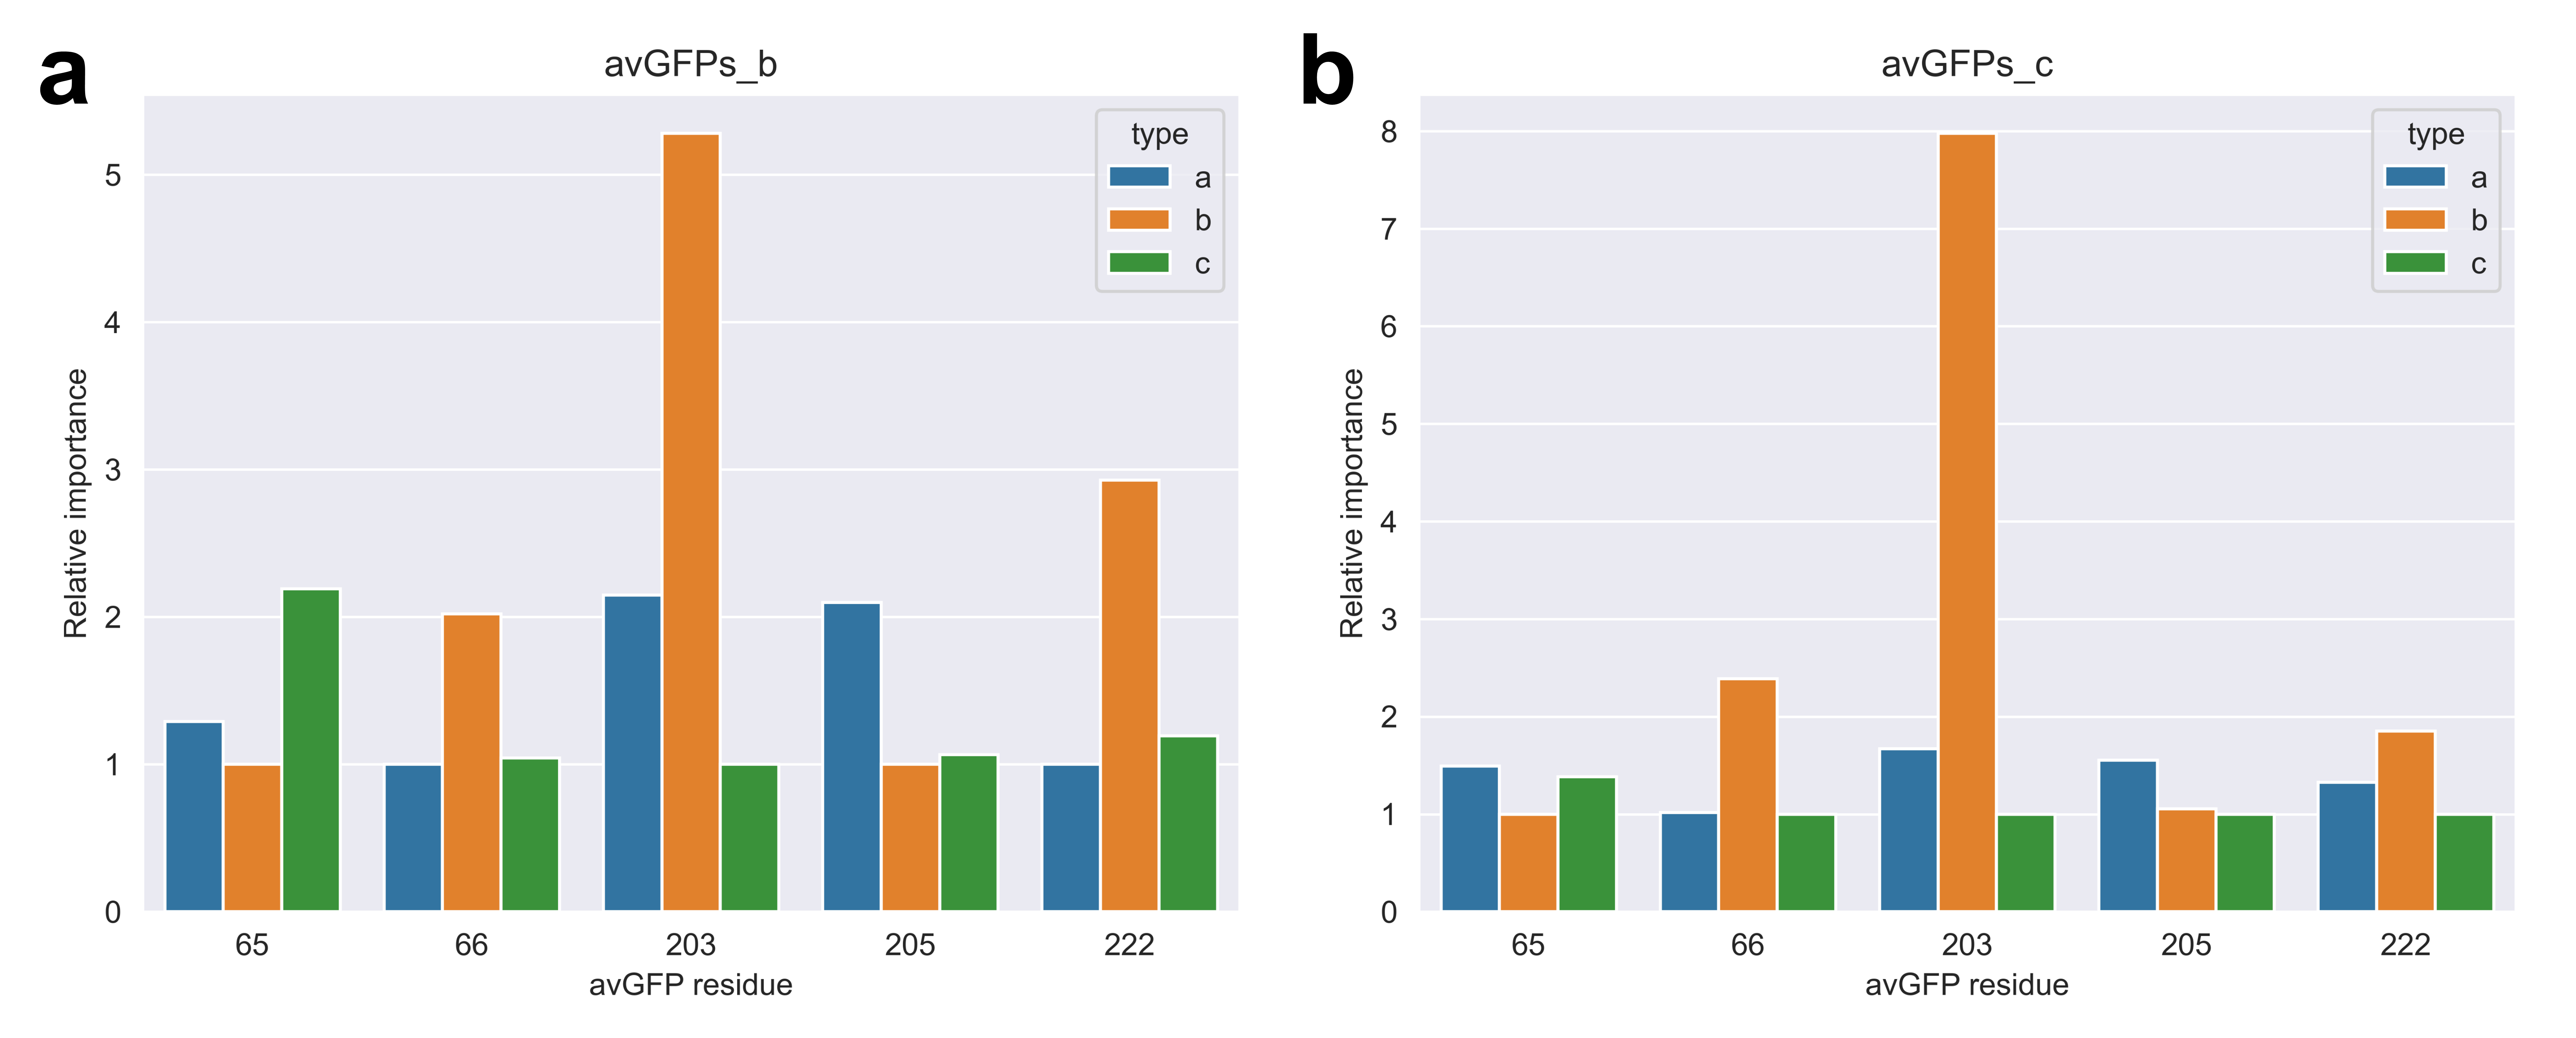 a
avGFPs_b
type
a
b
c
5
4
3
2
1
0
Relative importance
65 66 203 205 222
avGFP residue
b
avGFPs_c
type
a
b
c
8
7
6
5
4
3
2
1
0
Relative importance
65 66 203 205 222
avGFP residue